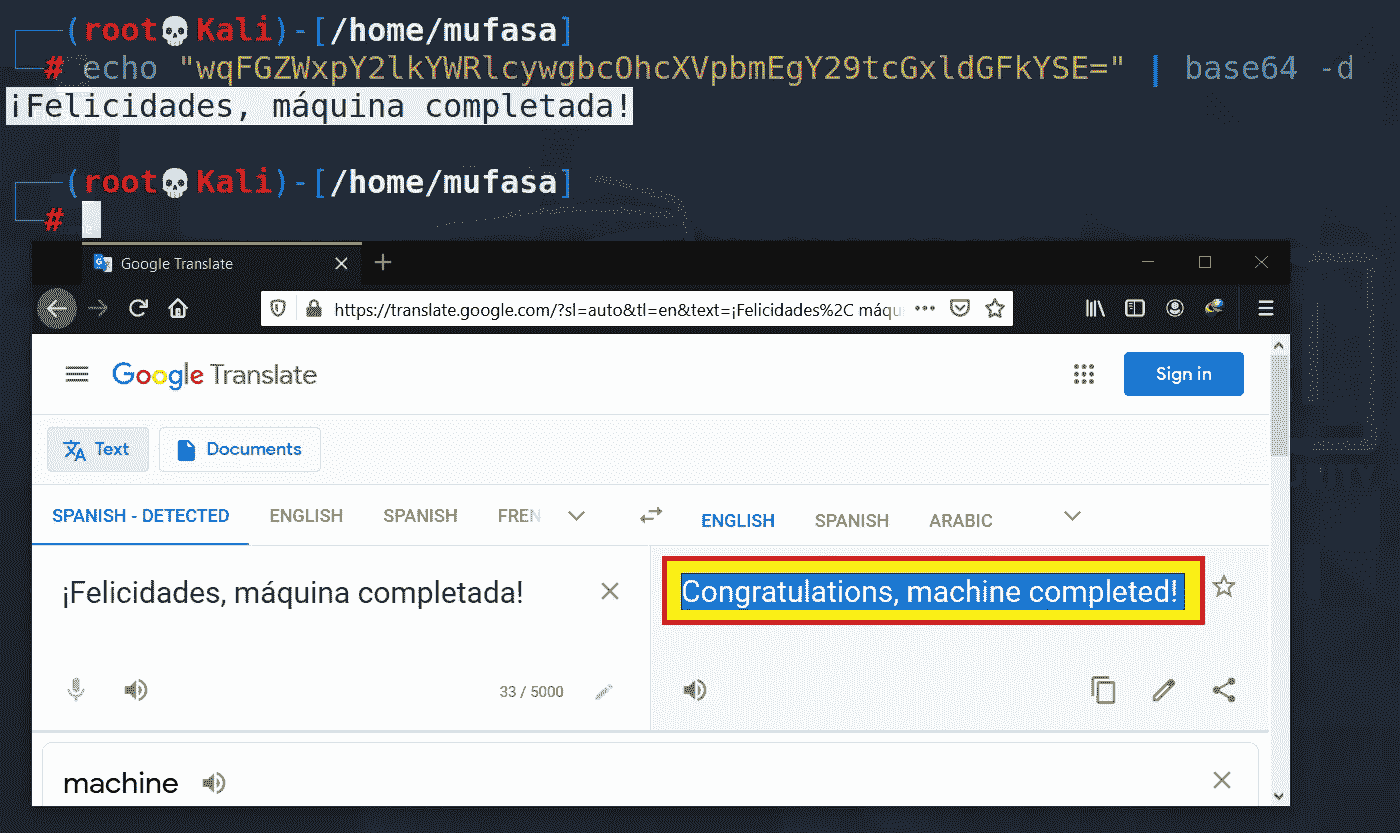 (root💀Kali)-[/home/mufasa]
# echo "wqFGZWxpY2lkYWRlcywgbcOhcXVpbmEgY29tcGxldGFkYSE=" | base64 -d
¡Felicidades, máquina completada!
(root💀Kali)-[/home/mufasa]
#
Google Translate
https://translate.google.com/?sl=auto&tl=en&text=¡Felicidades%2C máqu
Google Translate
Sign in
Text Documents
SPANISH - DETECTED ENGLISH SPANISH FREN ENGLISH SPANISH ARABIC
¡Felicidades, máquina completada! Congratulations, machine completed!
33 / 5000
machine